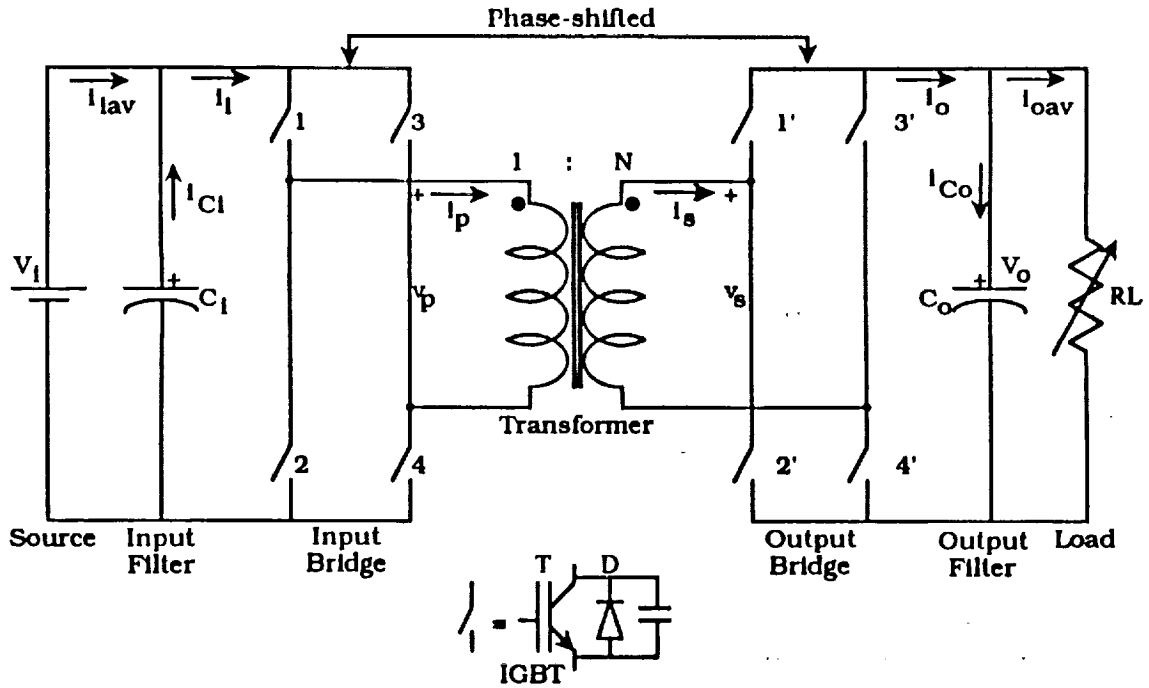 Phase-shifted
i_iav
i_i
1
3
1'
3'
i_o
i_oav
1 : N
i_Ci
+
i_p
i_s
+
i_Co
V_i
+
C_i
v_p
v_s
+
V_o
C_o
RL
Transformer
2
4
2'
4'
Source
Input
Filter
Input
Bridge
Output
Bridge
Output
Filter
Load
T D
=
IGBT